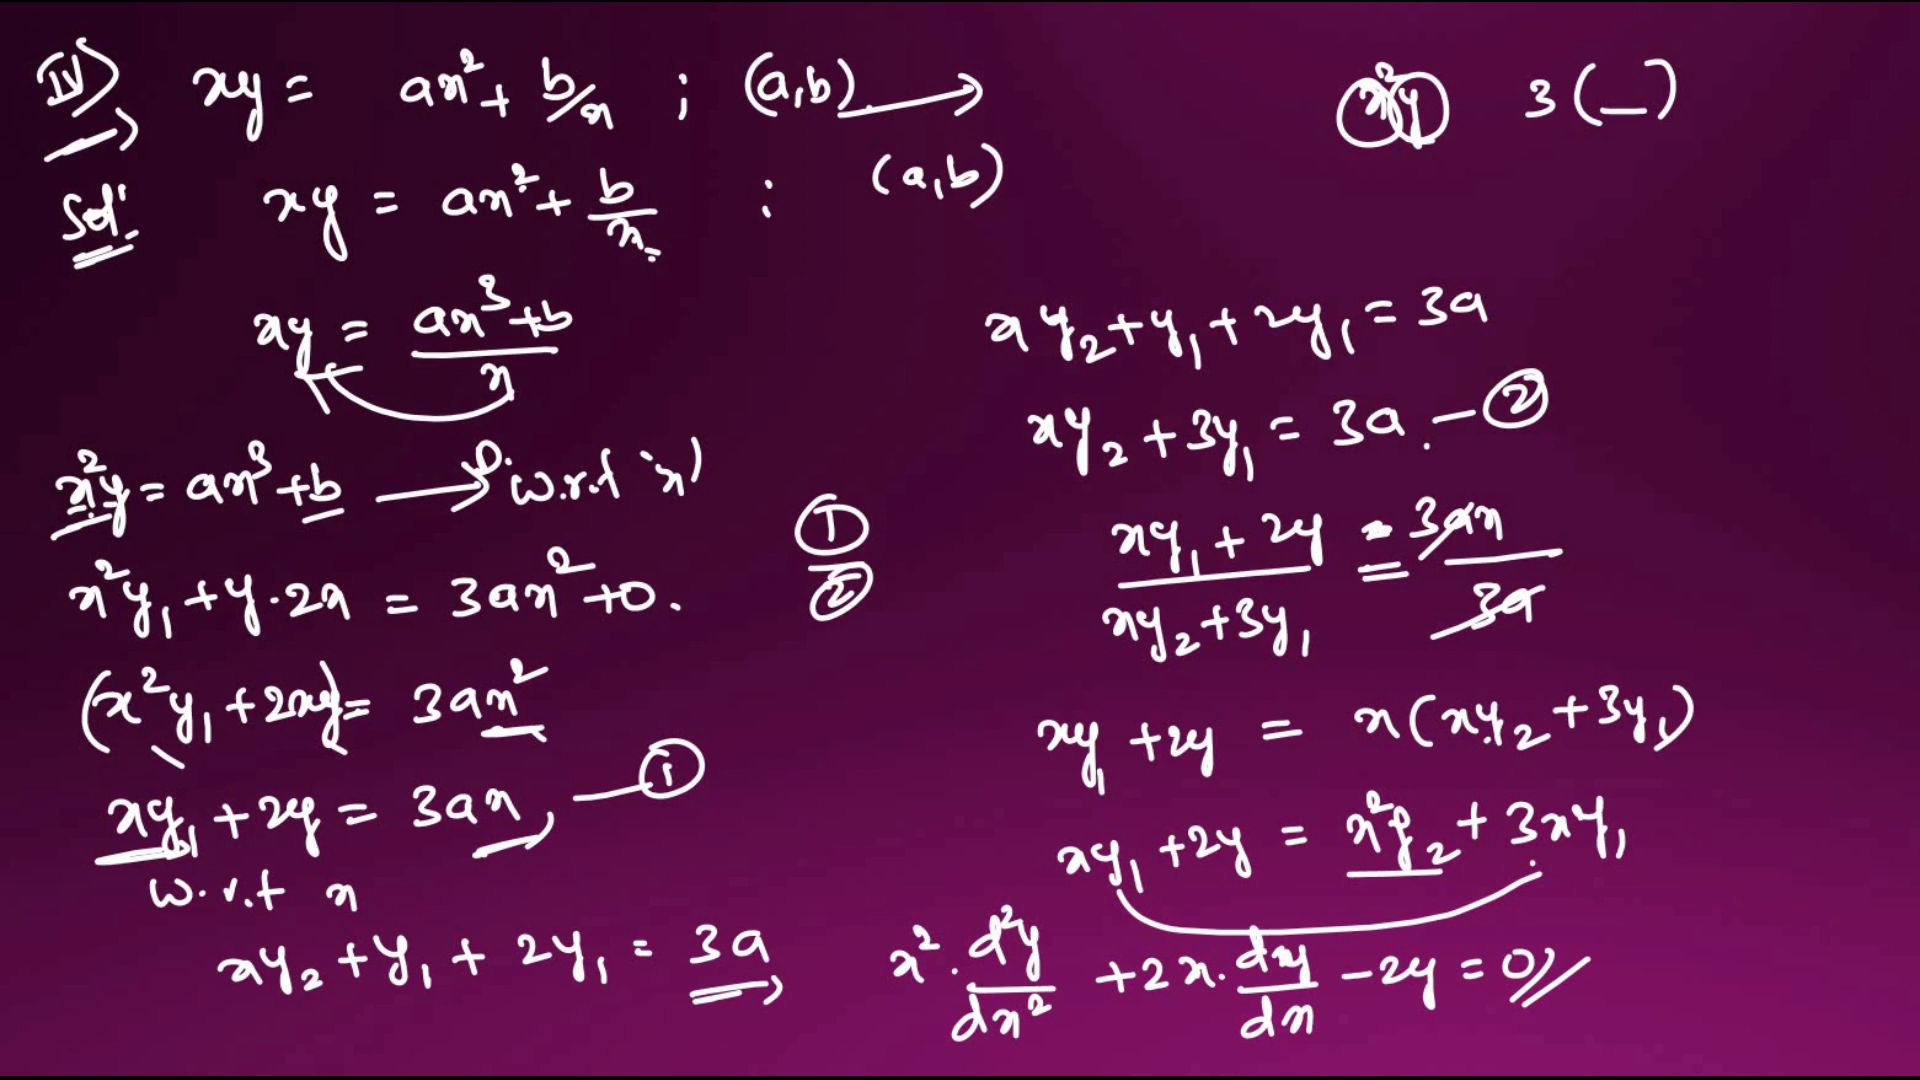 IV) xy = ax² + b/x ; (a,b) →
Sol: xy = ax² + b/x : (a,b)
xy = ax³+b/x
x²y = ax³+b → D w.r.t 'x'
x²y₁ + y·2x = 3ax²+0.
(x²y₁ + 2xy) = 3ax²
xy₁ + 2y = 3ax, — ①
w.r.t x
xy₂ + y₁ + 2y₁ = 3a
①/②
x²y 3(_)
xy₂+y₁+2y₁ = 3a
xy₂ + 3y₁ = 3a. — ②
xy₁ + 2y/xy₂+3y₁ = 3ax/3a
xy₁ + 2y = x(xy₂ + 3y₁)
xy₁ + 2y = x²y₂ + 3xy₁
x². d²y/dx² + 2x. dy/dx − 2y = 0//